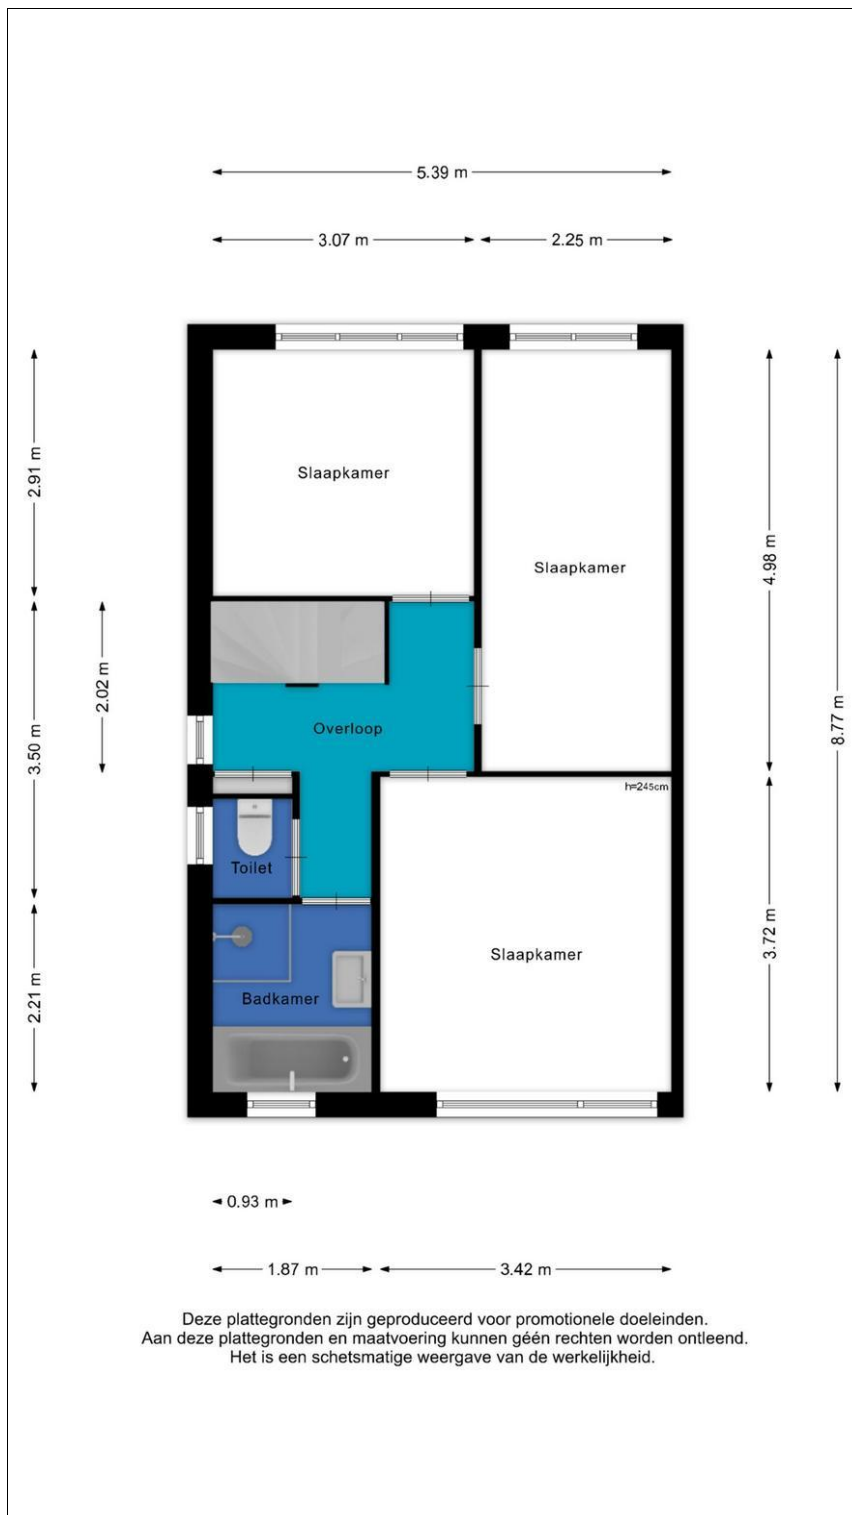 5.39 m
3.07 m
2.25 m
2.91 m
Slaapkamer
Slaapkamer
4.98 m
2.02 m
3.50 m
Overloop
8.77 m
h=245cm
Toilet
Slaapkamer
3.72 m
Badkamer
2.21 m
0.93 m
1.87 m
3.42 m
Deze plattegronden zijn geproduceerd voor promotionele doeleinden.
Aan deze plattegronden en maatvoering kunnen géén rechten worden ontleend.
Het is een schetsmatige weergave van de werkelijkheid.